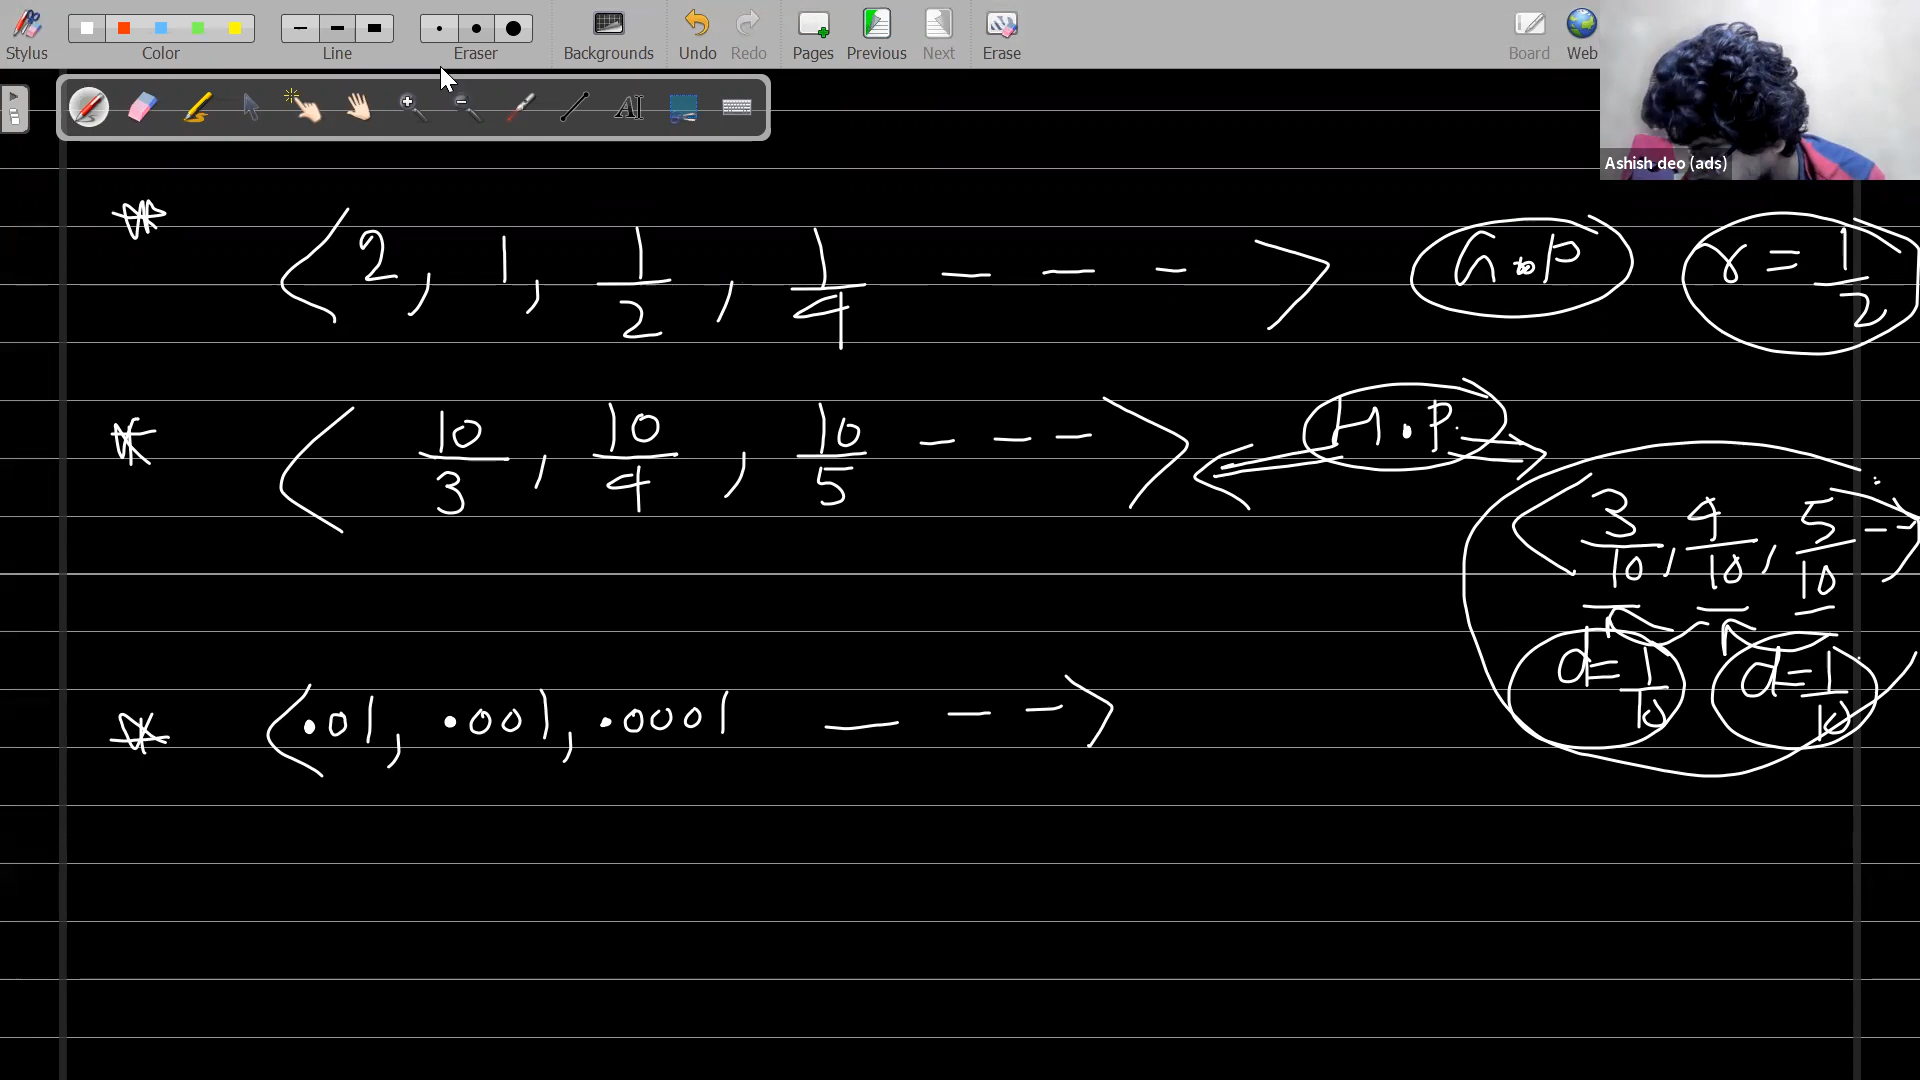 Stylus Color Line Eraser Backgrounds Undo Redo Pages Previous Next Erase Board Web
AI
Ashish deo (ads)
⟨ 2, 1, 1/2, 1/4 - - - ⟩ G.P r = 1/2
⟨ 10/3, 10/4, 10/5 - - - ⟩ H.P.
⟨ 3/10, 4/10, 5/10 - -
d = 1/10 d = 1/10
⟨ .01, .001, .0001 - - - ⟩